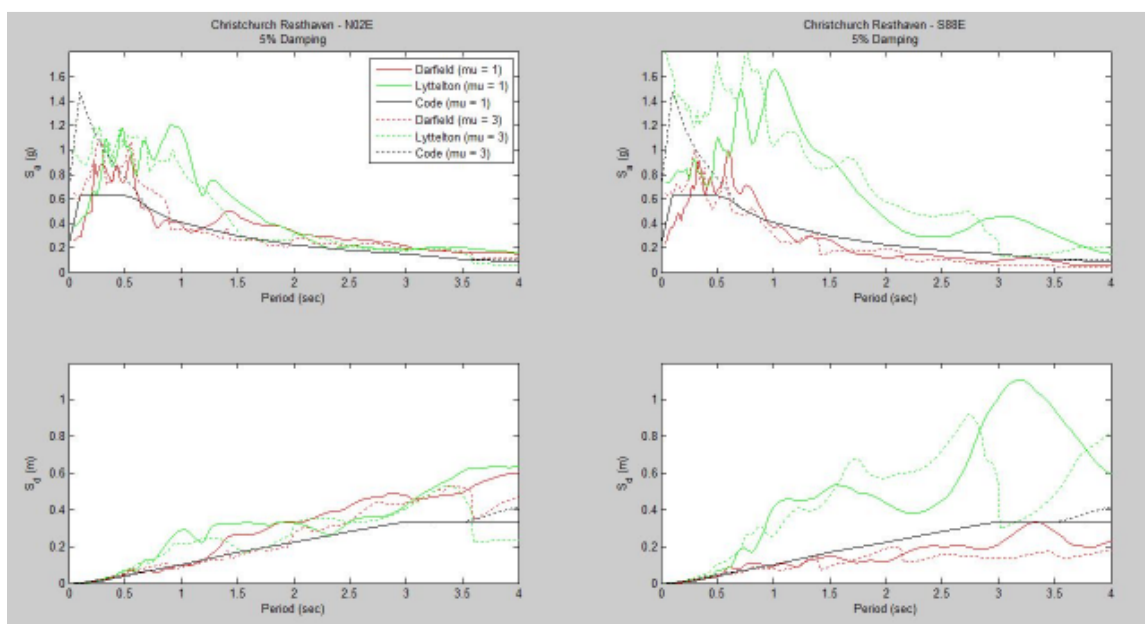 Christchurch Resthaven - N02E
5% Damping
1.6
1.4
1.2
1
0.8
0.6
0.4
0.2
0
S_a (g)
Darfield (mu = 1)
Lyttelton (mu = 1)
Code (mu = 1)
Darfield (mu = 3)
Lyttelton (mu = 3)
Code (mu = 3)
0 0.5 1 1.5 2 2.5 3 3.5 4
Period (sec)
Christchurch Resthaven - S88E
5% Damping
1.6
1.4
1.2
1
0.8
0.6
0.4
0.2
0
S_a (g)
0 0.5 1 1.5 2 2.5 3 3.5 4
Period (sec)
1
0.8
0.6
0.4
0.2
0
S_d (m)
0 0.5 1 1.5 2 2.5 3 3.5 4
Period (sec)
1
0.8
0.6
0.4
0.2
0
S_d (m)
0 0.5 1 1.5 2 2.5 3 3.5 4
Period (sec)